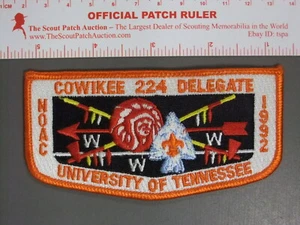 OFFICIAL PATCH RULER
The Scout Patch Auction - The Largest Dealer of Scouting Memorabilia in the World
www.TheScoutPatchAuction.com
eBay ID: tspa
COWIKEE 224 DELEGATE
NOAC
1992
W W W
UNIVERSITY OF TENNESSEE